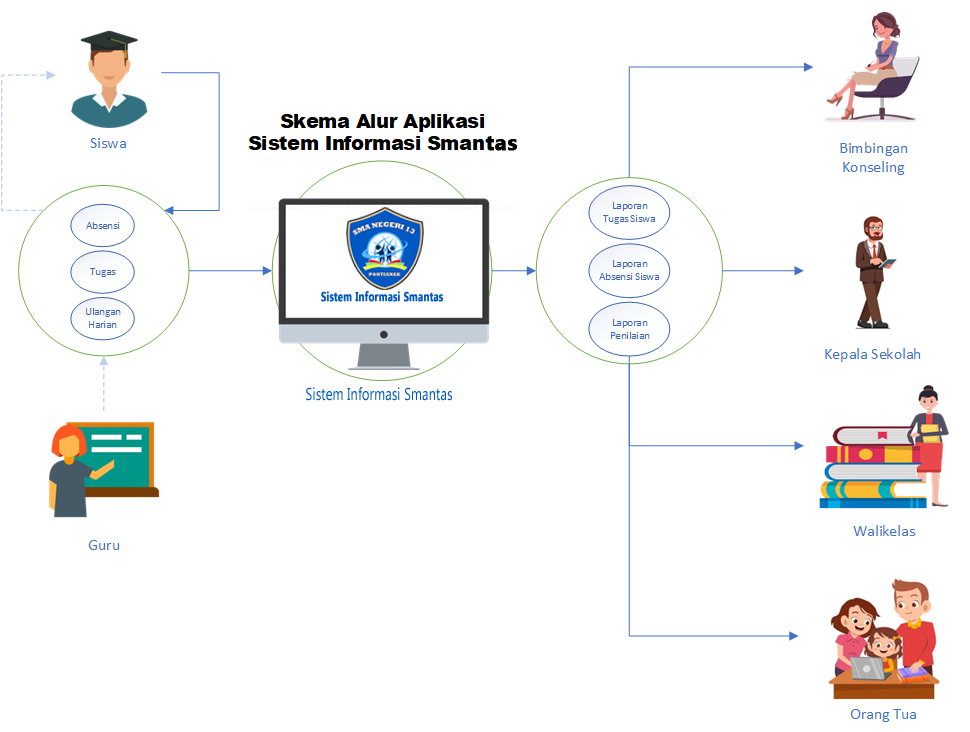 Skema Alur Aplikasi
Sistem Informasi Smantas
Siswa
Absensi
Tugas
Ulangan
Harian
Guru
SMA NEGERI 13
PONTIANAK
Sistem Informasi Smantas
Sistem Informasi Smantas
Laporan
Tugas Siswa
Laporan
Absensi Siswa
Laporan
Penilaian
Bimbingan
Konseling
Kepala Sekolah
Walikelas
Orang Tua